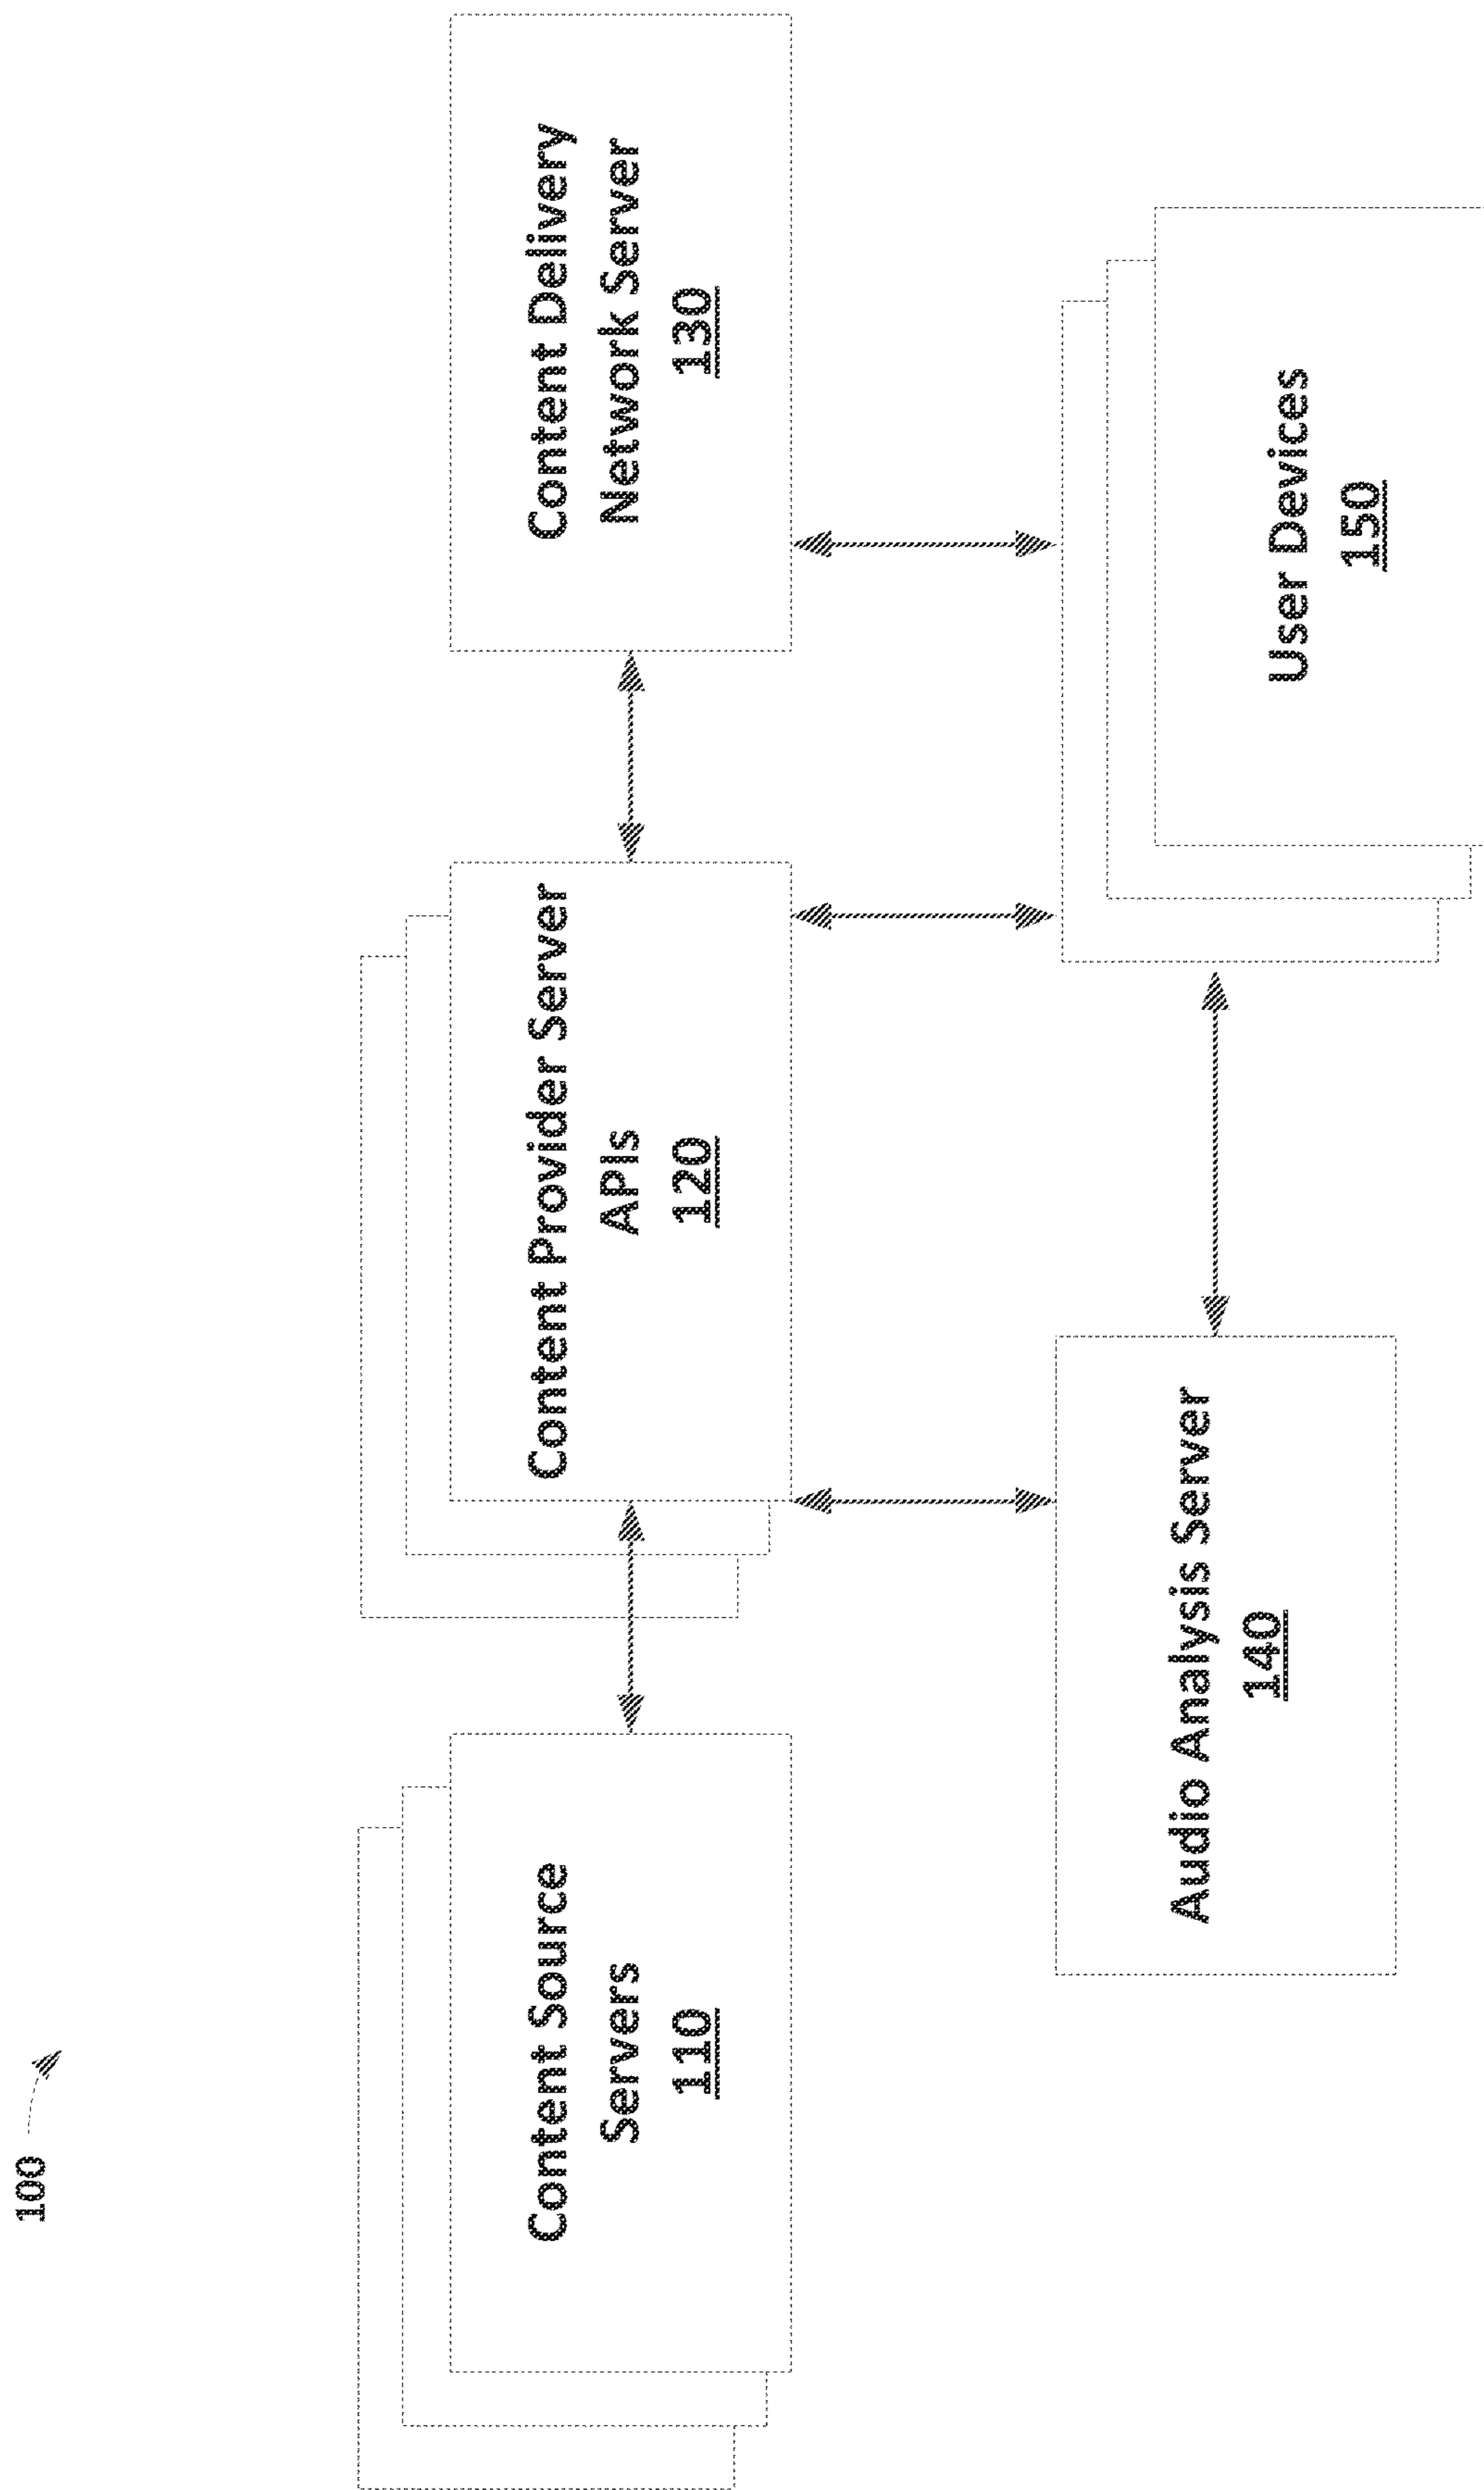 100
Content Source
Servers
110
Content Provider Server
APIs
120
Content Delivery
Network Server
130
Audio Analysis Server
140
User Devices
150